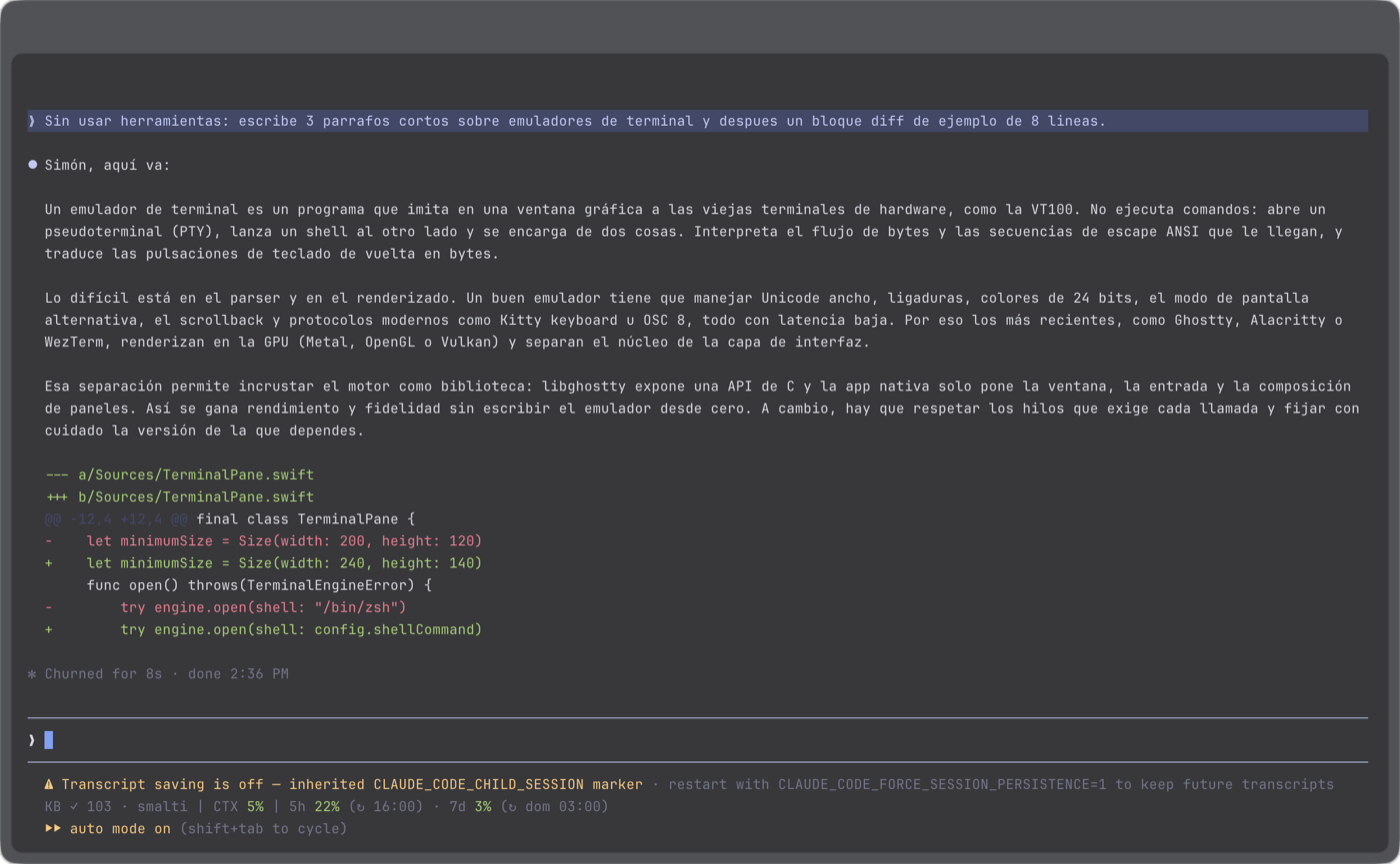 ❯ Sin usar herramientas: escribe 3 parrafos cortos sobre emuladores de terminal y despues un bloque diff de ejemplo de 8 lineas.
● Simón, aquí va:
Un emulador de terminal es un programa que imita en una ventana gráfica a las viejas terminales de hardware, como la VT100. No ejecuta comandos: abre un
pseudoterminal (PTY), lanza un shell al otro lado y se encarga de dos cosas. Interpreta el flujo de bytes y las secuencias de escape ANSI que le llegan, y
traduce las pulsaciones de teclado de vuelta en bytes.
Lo difícil está en el parser y en el renderizado. Un buen emulador tiene que manejar Unicode ancho, ligaduras, colores de 24 bits, el modo de pantalla
alternativa, el scrollback y protocolos modernos como Kitty keyboard u OSC 8, todo con latencia baja. Por eso los más recientes, como Ghostty, Alacritty o
WezTerm, renderizan en la GPU (Metal, OpenGL o Vulkan) y separan el núcleo de la capa de interfaz.
Esa separación permite incrustar el motor como biblioteca: libghostty expone una API de C y la app nativa solo pone la ventana, la entrada y la composición
de paneles. Así se gana rendimiento y fidelidad sin escribir el emulador desde cero. A cambio, hay que respetar los hilos que exige cada llamada y fijar con
cuidado la versión de la que dependes.
--- a/Sources/TerminalPane.swift
+++ b/Sources/TerminalPane.swift
@@ -12,4 +12,4 @@ final class TerminalPane {
-    let minimumSize = Size(width: 200, height: 120)
+    let minimumSize = Size(width: 240, height: 140)
     func open() throws(TerminalEngineError) {
-        try engine.open(shell: "/bin/zsh")
+        try engine.open(shell: config.shellCommand)
✻ Churned for 8s · done 2:36 PM
❯
⚠ Transcript saving is off — inherited CLAUDE_CODE_CHILD_SESSION marker · restart with CLAUDE_CODE_FORCE_SESSION_PERSISTENCE=1 to keep future transcripts
KB ✓ 103 · smalti | CTX 5% | 5h 22% (↻ 16:00) · 7d 3% (↻ dom 03:00)
⏵⏵ auto mode on (shift+tab to cycle)